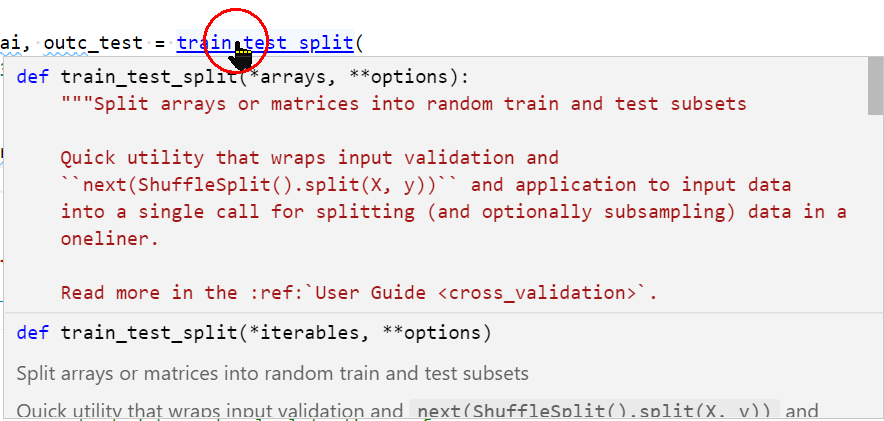 ai, outc_test = train_test_split(
def train_test_split(*arrays, **options):
"""Split arrays or matrices into random train and test subsets
Quick utility that wraps input validation and
``next(ShuffleSplit().split(X, y))`` and application to input data
into a single call for splitting (and optionally subsampling) data in a
oneliner.
Read more in the :ref:`User Guide <cross_validation>`.
def train_test_split(*iterables, **options)
Split arrays or matrices into random train and test subsets
Quick utility that wraps input validation and next(ShuffleSplit().split(X, y)) and